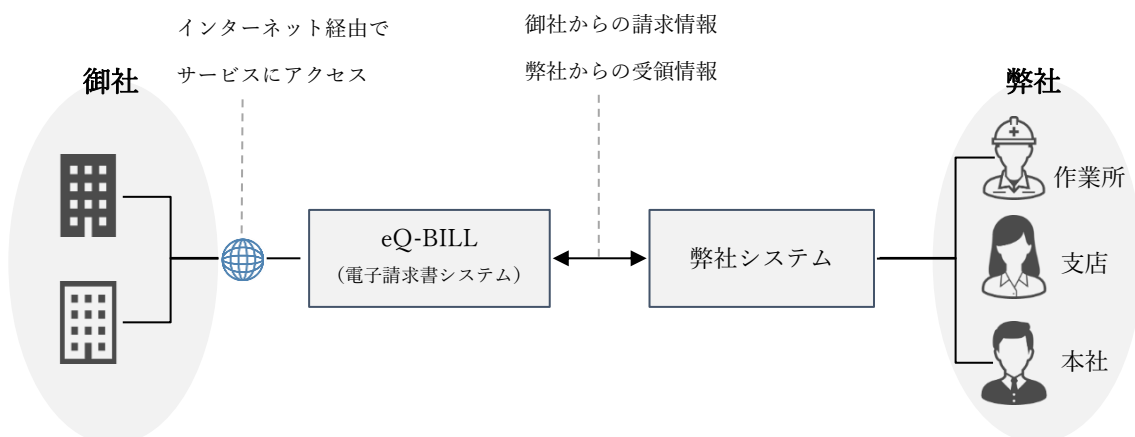 インターネット経由で
サービスにアクセス
御社からの請求情報
弊社からの受領情報
御社
弊社
eQ-BILL
（電子請求書システム）
弊社システム
作業所
支店
本社